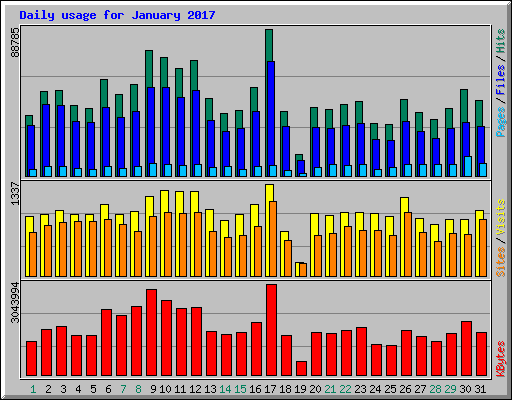 Daily usage for January 2017
88785
Pages / Files / Hits
1337
Sites / Visits
3043994
KBytes
1 2 3 4 5 6 7 8 9 10 11 12 13 14 15 16 17 18 19 20 21 22 23 24 25 26 27 28 29 30 31